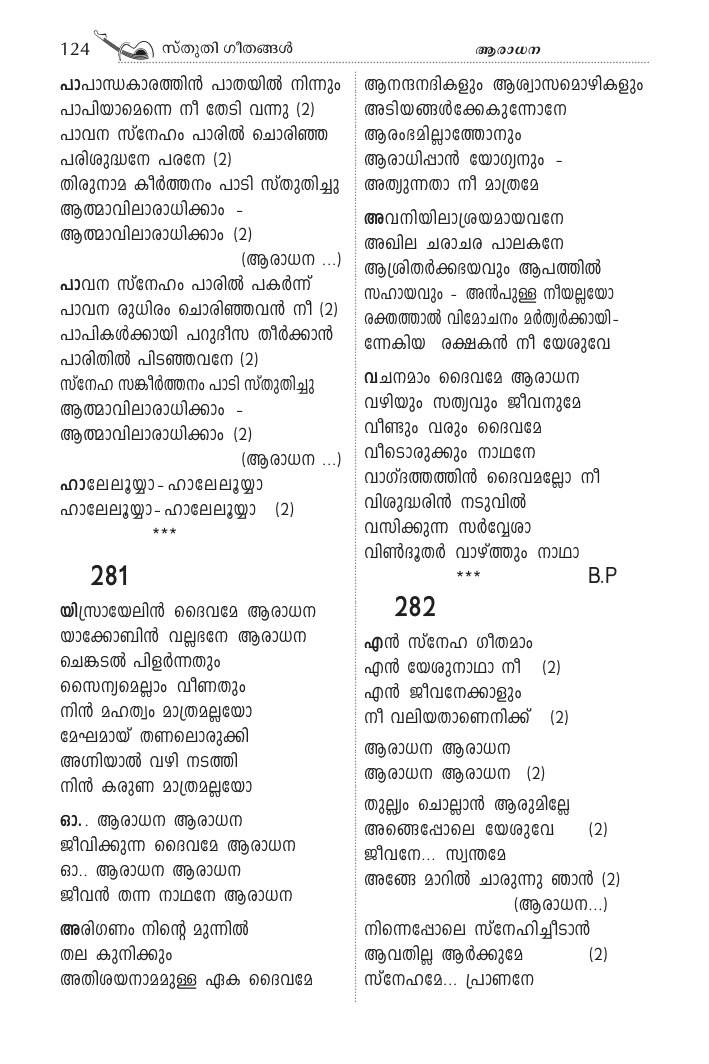 124 സ്തുതി ഗീതങ്ങൾ ആരാധന
പാപാന്ധകാരത്തിൻ പാതയിൽ നിന്നും
പാപിയാമെന്നെ നീ തേടി വന്നു (2)
പാവന സ്നേഹം പാരിൽ ചൊരിഞ്ഞ
പരിശുദ്ധനേ പരനേ (2)
തിരുനാമ കീർത്തനം പാടി സ്തുതിച്ചു
ആത്മാവിലാരാധിക്കാം -
ആത്മാവിലാരാധിക്കാം (2)
(ആരാധന ...)
പാവന സ്നേഹം പാരിൽ പകർന്ന്
പാവന രുധിരം ചൊരിഞ്ഞവൻ നീ (2)
പാപികൾക്കായി പറുദീസ തീർക്കാൻ
പാരിതിൽ പിടഞ്ഞവനേ (2)
സ്നേഹ സങ്കീർത്തനം പാടി സ്തുതിച്ചു
ആത്മാവിലാരാധിക്കാം -
ആത്മാവിലാരാധിക്കാം (2)
(ആരാധന ...)
ഹാലേലൂയ്യാ- ഹാലേലൂയ്യാ
ഹാലേലൂയ്യാ- ഹാലേലൂയ്യാ (2)
***
281
യിസ്രായേലിൻ ദൈവമേ ആരാധന
യാക്കോബിൻ വല്ലഭനേ ആരാധന
ചെങ്കടൽ പിളർന്നതും
സൈന്യമെല്ലാം വീണതും
നിൻ മഹത്വം മാത്രമല്ലയോ
മേഘമായ് തണലൊരുക്കി
അഗ്നിയാൽ വഴി നടത്തി
നിൻ കരുണ മാത്രമല്ലയോ
ഓ.. ആരാധന ആരാധന
ജീവിക്കുന്ന ദൈവമേ ആരാധന
ഓ.. ആരാധന ആരാധന
ജീവൻ തന്ന നാഥനേ ആരാധന
അരിഗണം നിന്റെ മുന്നിൽ
തല കുനിക്കും
അതിശയനാമമുള്ള ഏക ദൈവമേ
ആനന്ദനദികളും ആശ്വാസമൊഴികളും
അടിയങ്ങൾക്കേകുന്നോനേ
ആരംഭമില്ലാത്തോനും
ആരാധിപ്പാൻ യോഗ്യനും -
അത്യുന്നതാ നീ മാത്രമേ
അവനിയിലാശ്രയമായവനേ
അഖില ചരാചര പാലകനേ
ആശ്രിതർക്കഭയവും ആപത്തിൽ
സഹായവും - അൻപുള്ള നീയല്ലയോ
രക്തത്താൽ വിമോചനം മർത്യർക്കായി-
ന്നേകിയ രക്ഷകൻ നീ യേശുവേ
വചനമാം ദൈവമേ ആരാധന
വഴിയും സത്യവും ജീവനുമേ
വീണ്ടും വരും ദൈവമേ
വീടൊരുക്കും നാഥനേ
വാഗ്ദത്തത്തിൻ ദൈവമല്ലോ നീ
വിശുദ്ധരിൻ നടുവിൽ
വസിക്കുന്ന സർവ്വേശാ
വിൺദൂതർ വാഴ്ത്തും നാഥാ
*** B.P
282
എൻ സ്നേഹ ഗീതമാം
എൻ യേശുനാഥാ നീ (2)
എൻ ജീവനേക്കാളും
നീ വലിയതാണെനിക്ക് (2)
ആരാധന ആരാധന
ആരാധന ആരാധന (2)
തുല്ല്യം ചൊല്ലാൻ ആരുമില്ലേ
അങ്ങെപ്പോലെ യേശുവേ (2)
ജീവനേ... സ്വന്തമേ
അങ്ങേ മാറിൽ ചാരുന്നു ഞാൻ (2)
(ആരാധന...)
നിന്നെപ്പോലെ സ്നേഹിച്ചീടാൻ
ആവതില്ല ആർക്കുമേ (2)
സ്നേഹമേ... പ്രാണനേ